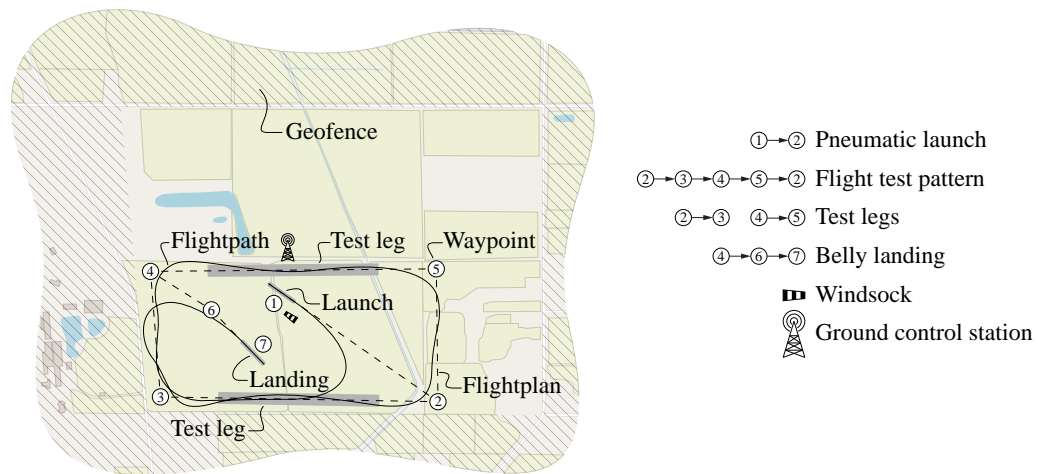 Geofence
Flightpath
Test leg
Waypoint
4
5
Launch
1
6
7
Landing
Flightplan
3
2
Test leg
1 2 Pneumatic launch
2 3 4 5 2 Flight test pattern
2 3 4 5 Test legs
4 6 7 Belly landing
Windsock
Ground control station